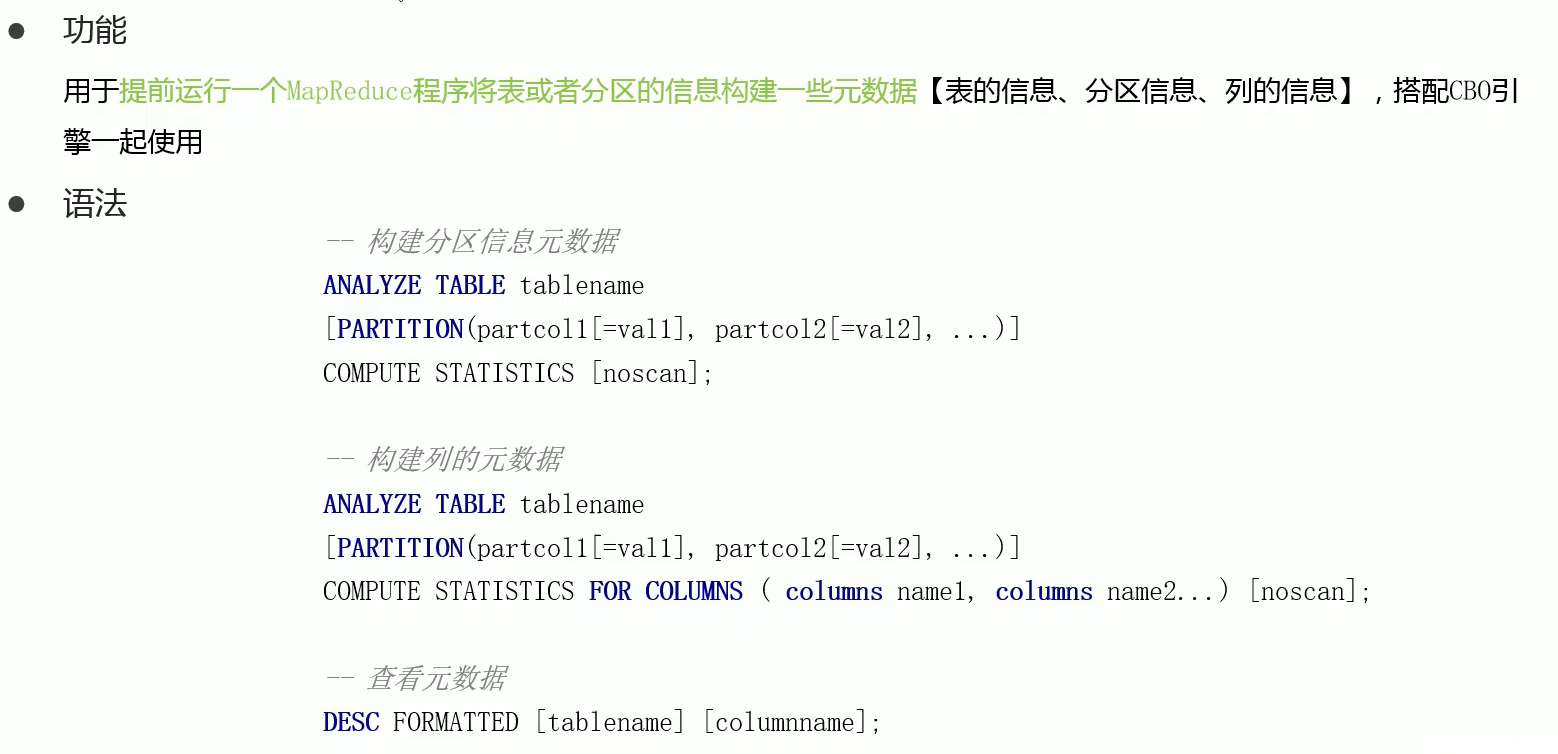 ● 功能
用于提前运行一个MapReduce程序将表或者分区的信息构建一些元数据【表的信息、分区信息、列的信息】，搭配CBO引
擎一起使用
● 语法
-- 构建分区信息元数据
ANALYZE TABLE tablename
[PARTITION(partcol1[=val1], partcol2[=val2], ...)]
COMPUTE STATISTICS [noscan];
-- 构建列的元数据
ANALYZE TABLE tablename
[PARTITION(partcol1[=val1], partcol2[=val2], ...)]
COMPUTE STATISTICS FOR COLUMNS ( columns name1, columns name2...) [noscan];
-- 查看元数据
DESC FORMATTED [tablename] [columnname];